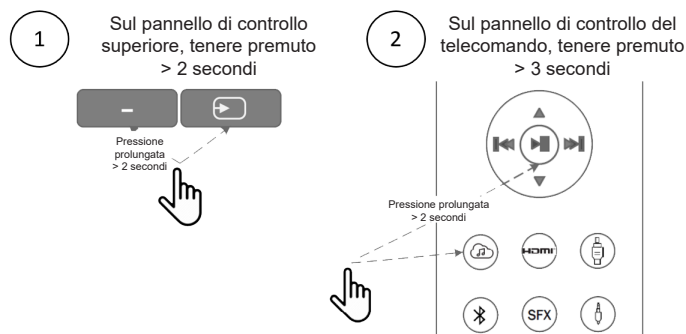 1
Sul pannello di controllo
superiore, tenere premuto
> 2 secondi
–
Pressione
prolungata
> 2 secondi
2
Sul pannello di controllo del
telecomando, tenere premuto
> 3 secondi
Pressione prolungata
> 2 secondi
HDMI
SFX